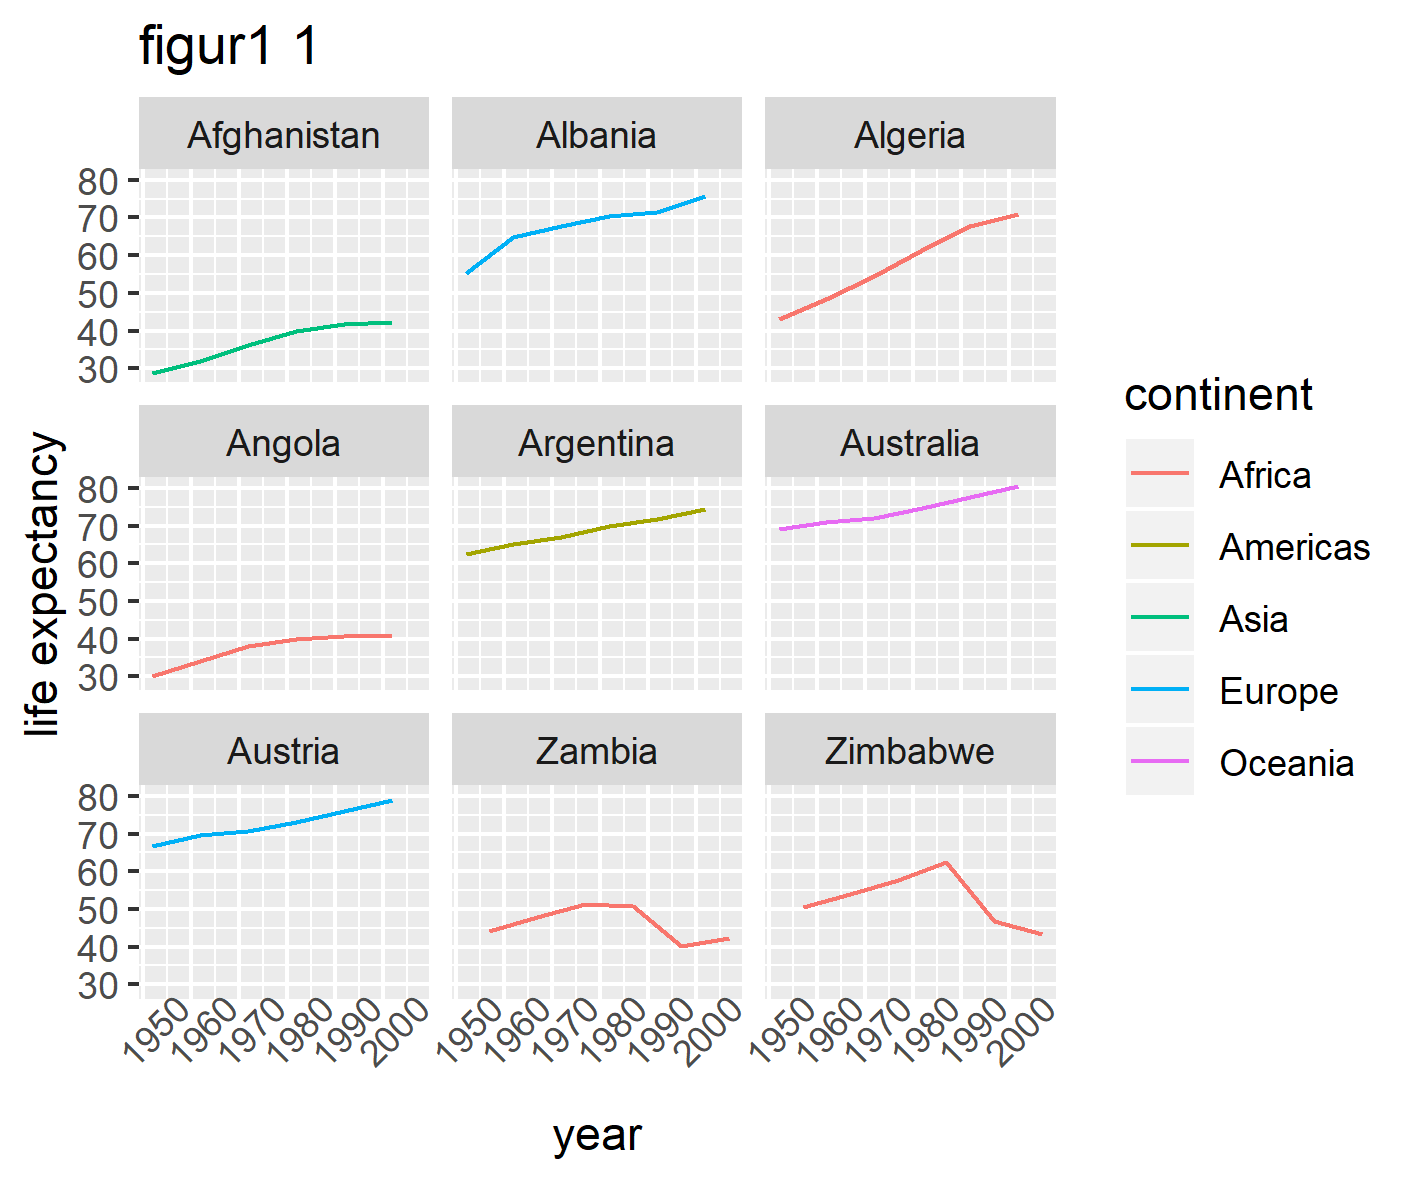 figur1 1
Afghanistan
Albania
Algeria
80
70
60
50
40
30
Angola
Argentina
Australia
80
70
60
50
40
30
life expectancy
Austria
Zambia
Zimbabwe
80
70
60
50
40
30
1950 1960 1970 1980 1990 2000
1950 1960 1970 1980 1990 2000
1950 1960 1970 1980 1990 2000
year
continent
Africa
Americas
Asia
Europe
Oceania